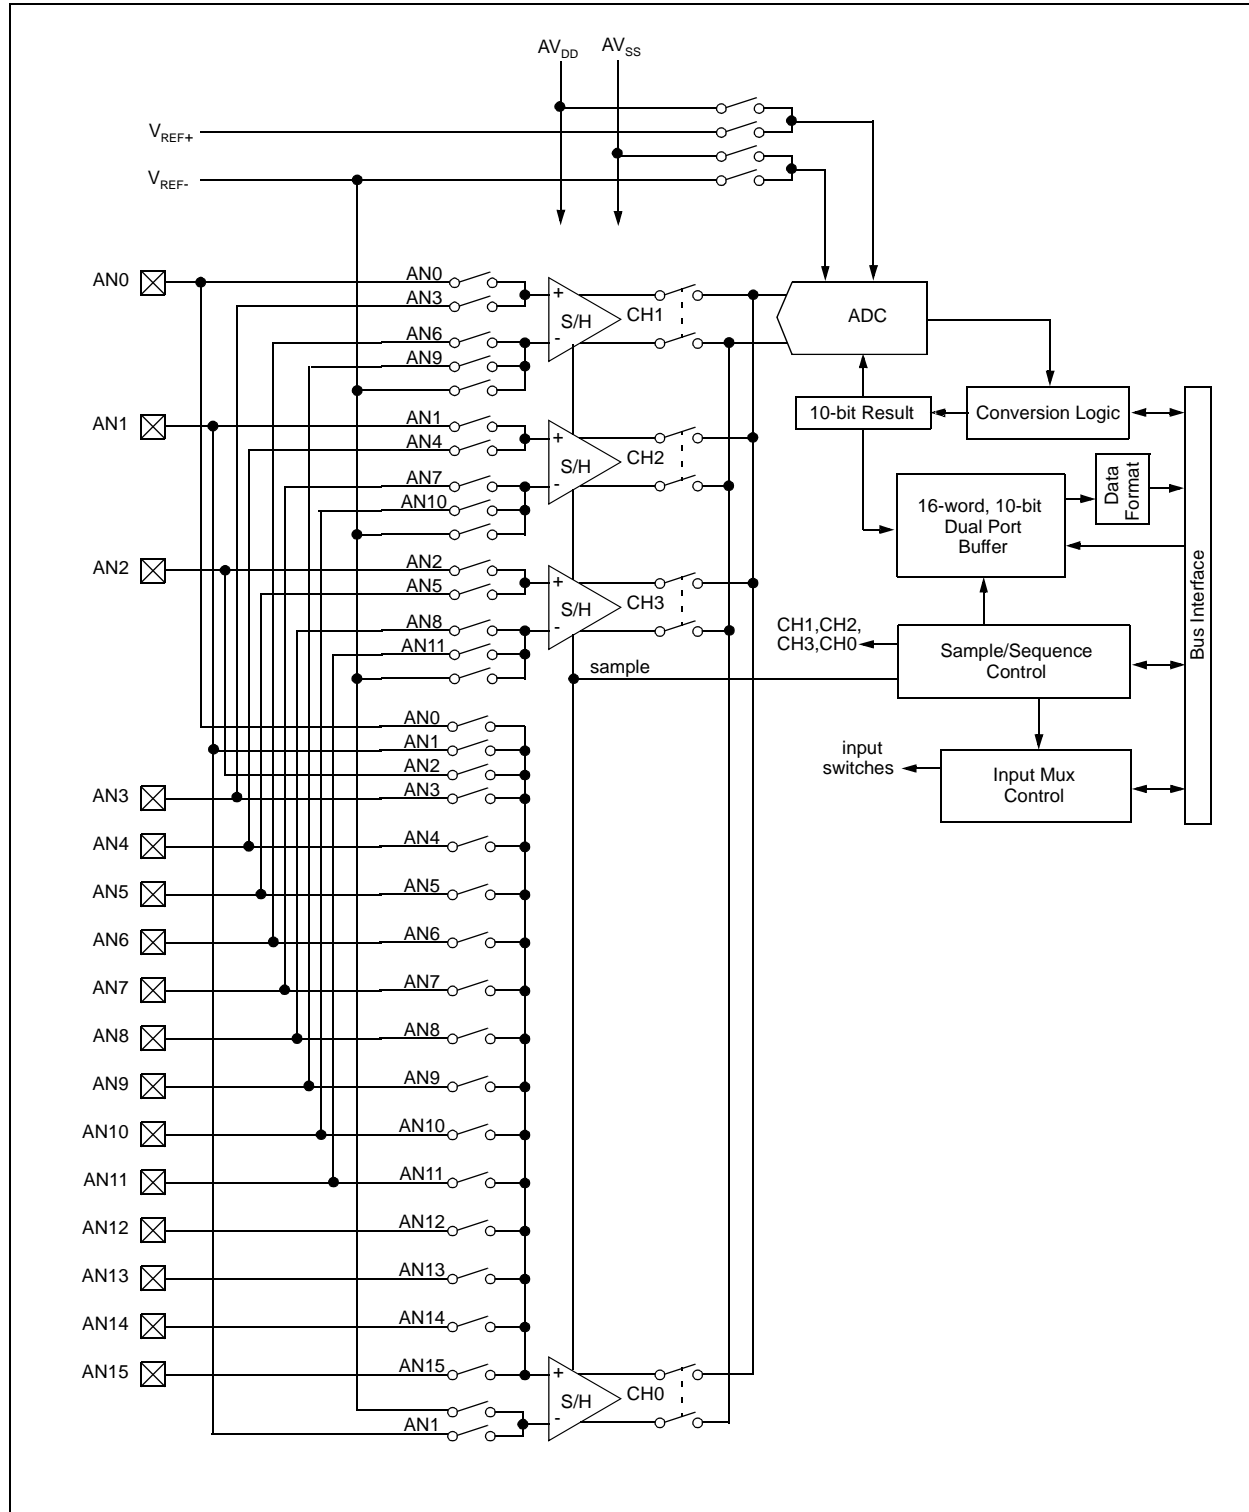 AVDD
AVSS
VREF+
VREF-
AN0
AN0
AN3
+
S/H
CH1
-
AN6
AN9
ADC
AN1
AN1
AN4
+
S/H
CH2
-
AN7
AN10
10-bit Result
Conversion Logic
16-word, 10-bit
Dual Port
Buffer
Data
Format
Bus Interface
AN2
AN2
AN5
+
S/H
CH3
-
AN8
AN11
CH1,CH2,
CH3,CH0
Sample/Sequence
Control
sample
input
switches
Input Mux
Control
AN0
AN1
AN2
AN3
AN3
AN4
AN4
AN5
AN5
AN6
AN6
AN7
AN7
AN8
AN8
AN9
AN9
AN10
AN10
AN11
AN11
AN12
AN12
AN13
AN13
AN14
AN14
AN15
AN15
+
S/H
CH0
-
AN1